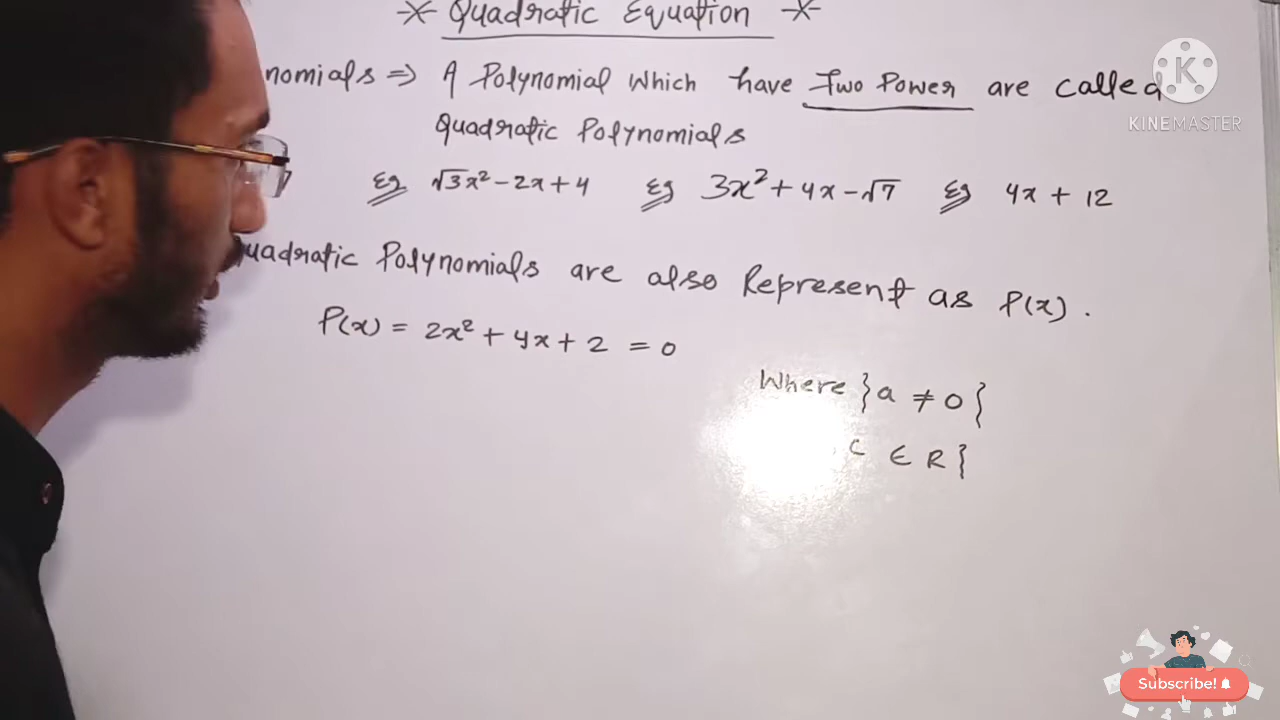 * Quadratic Equation *
nomials ⇒ A Polynomial Which have Two Power are called
Quadratic Polynomials
Eg √3x² - 2x + 4 Eg 3x² + 4x - √7 Eg 4x + 12
Quadratic Polynomials are also Represent as P(x).
P(x) = 2x² + 4x + 2 = 0
Where }a ≠ 0}
C ∈ R}
KINEMASTER
Subscribe!